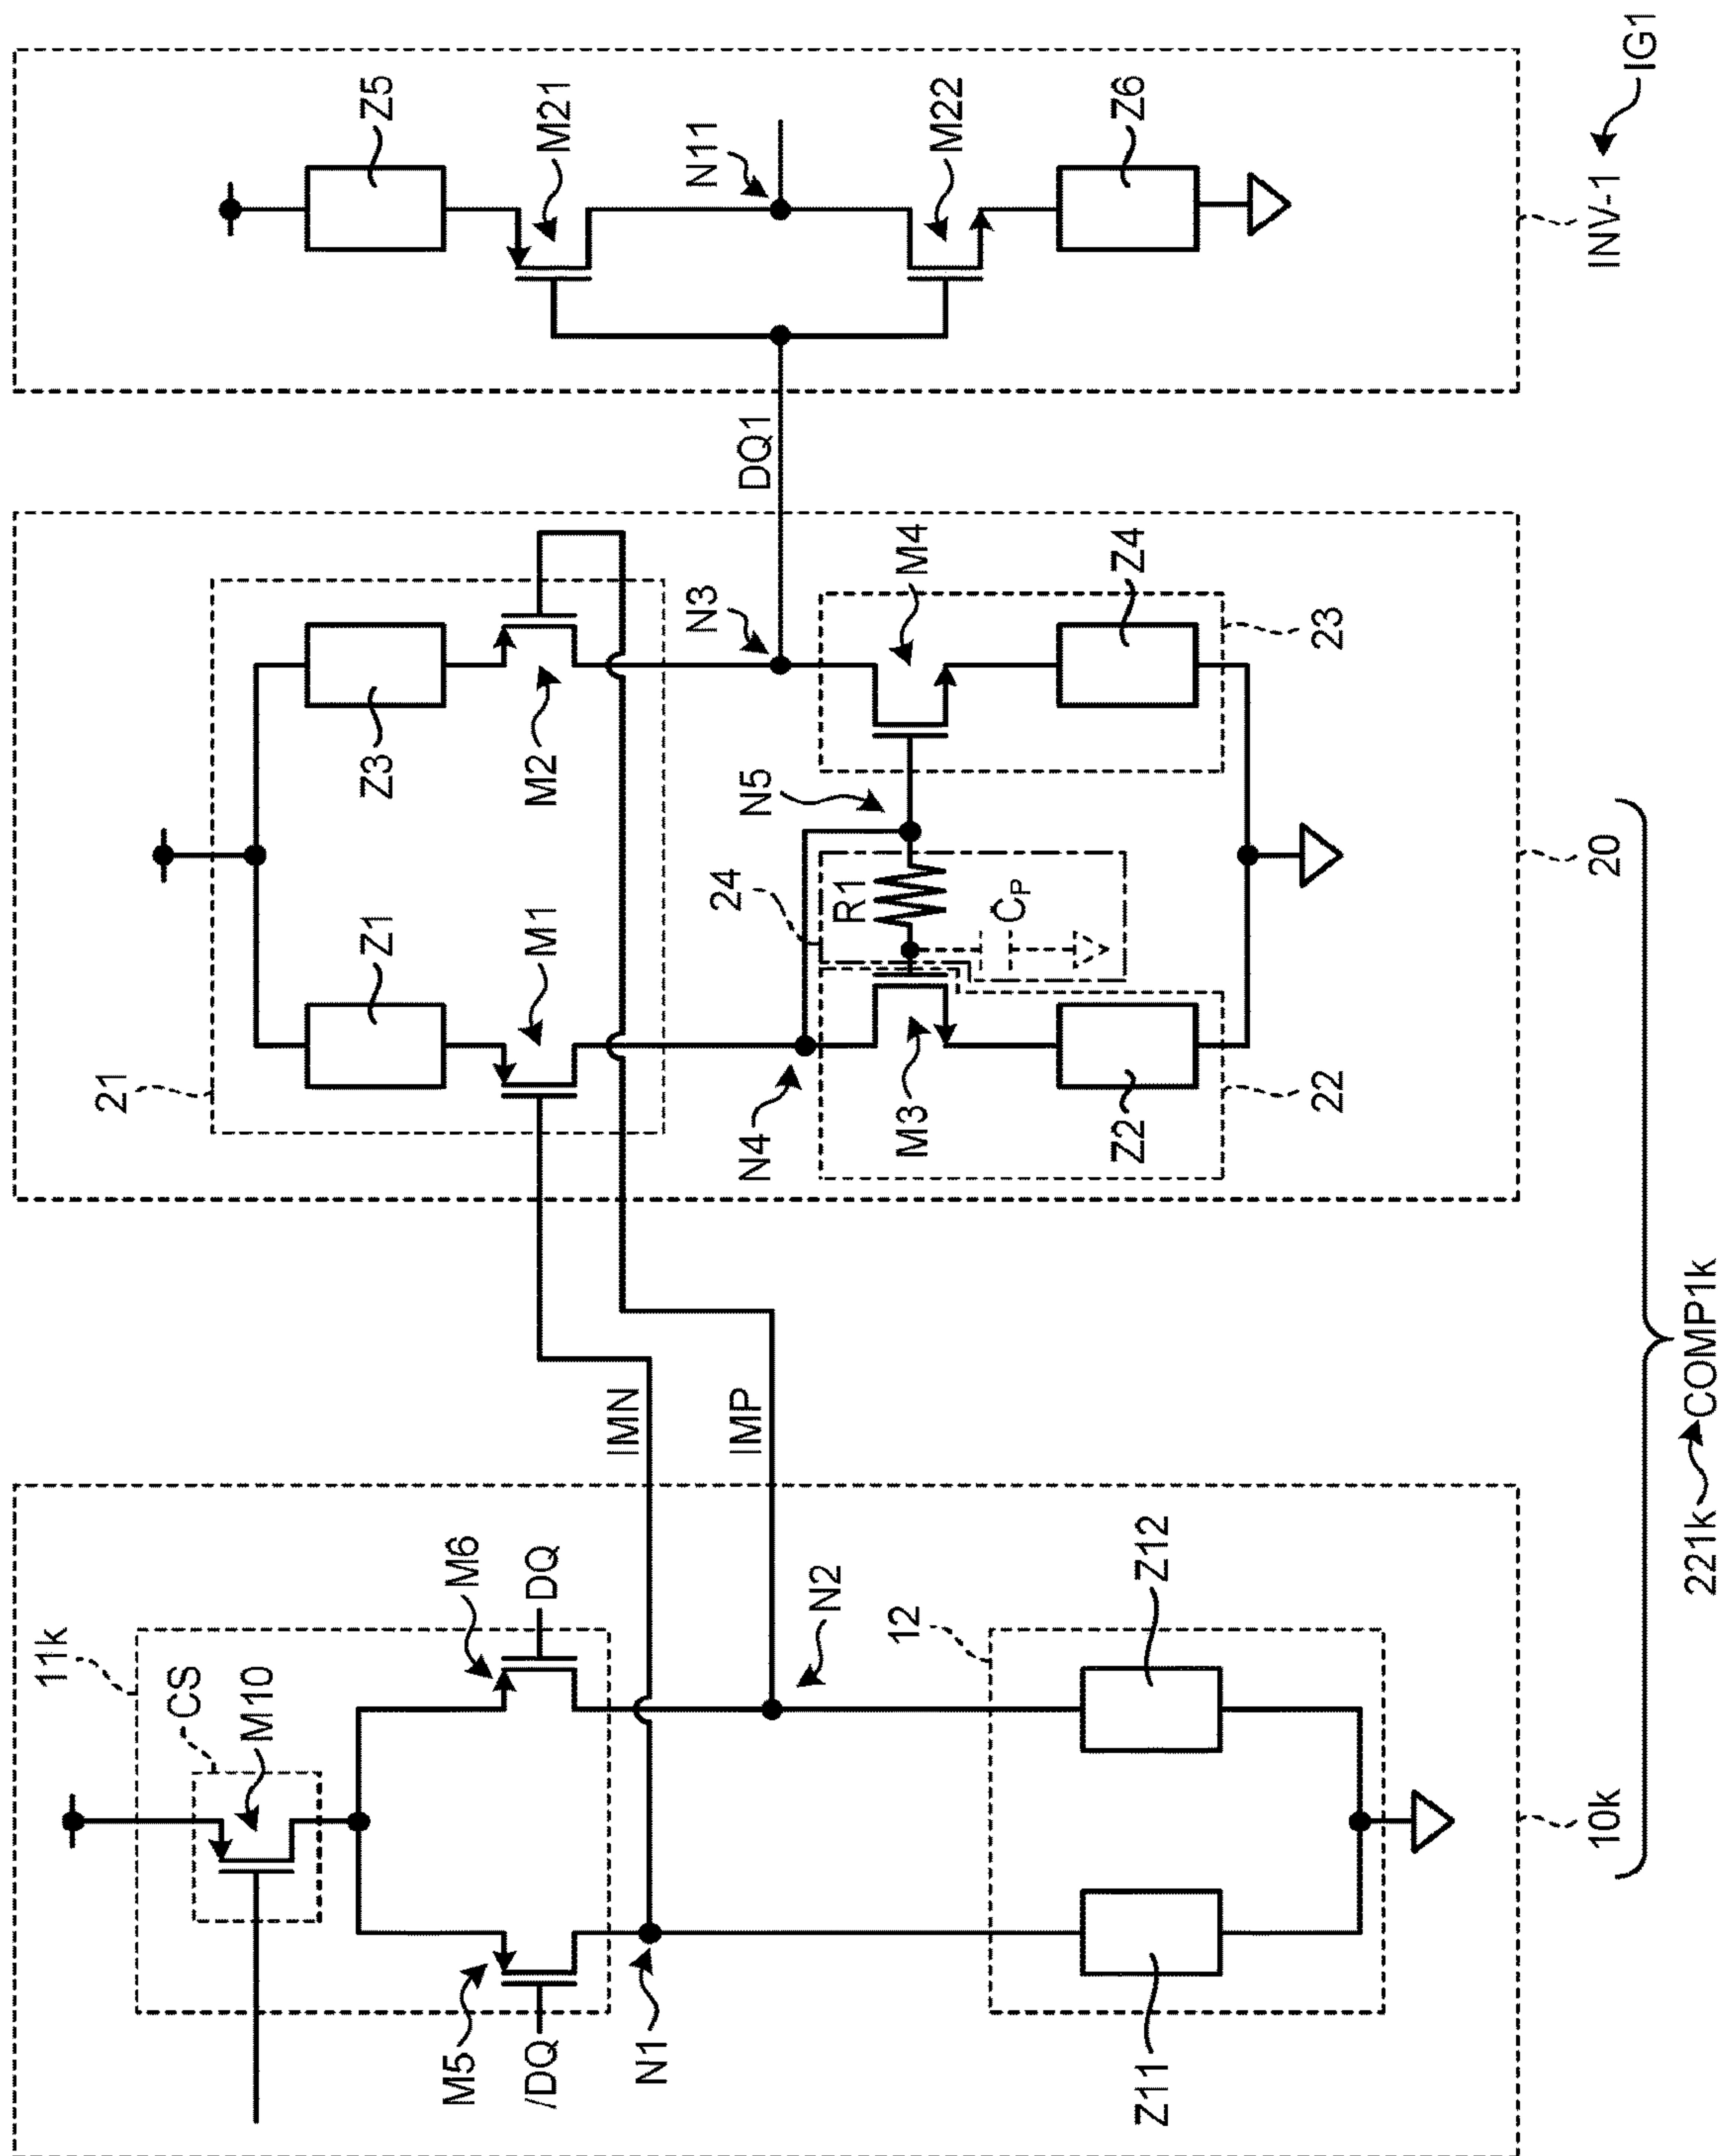 11k
CS
M10
M5
/DQ
M6
DQ
N1
N2
12
Z11
Z12
10k
IMN
IMP
21
Z1
M1
Z3
M2
N4
N3
N5
24
R1
CP
M3
Z2
22
M4
Z4
23
20
DQ1
Z5
M21
N11
M22
Z6
INV-1
IG1
221k
COMP1k